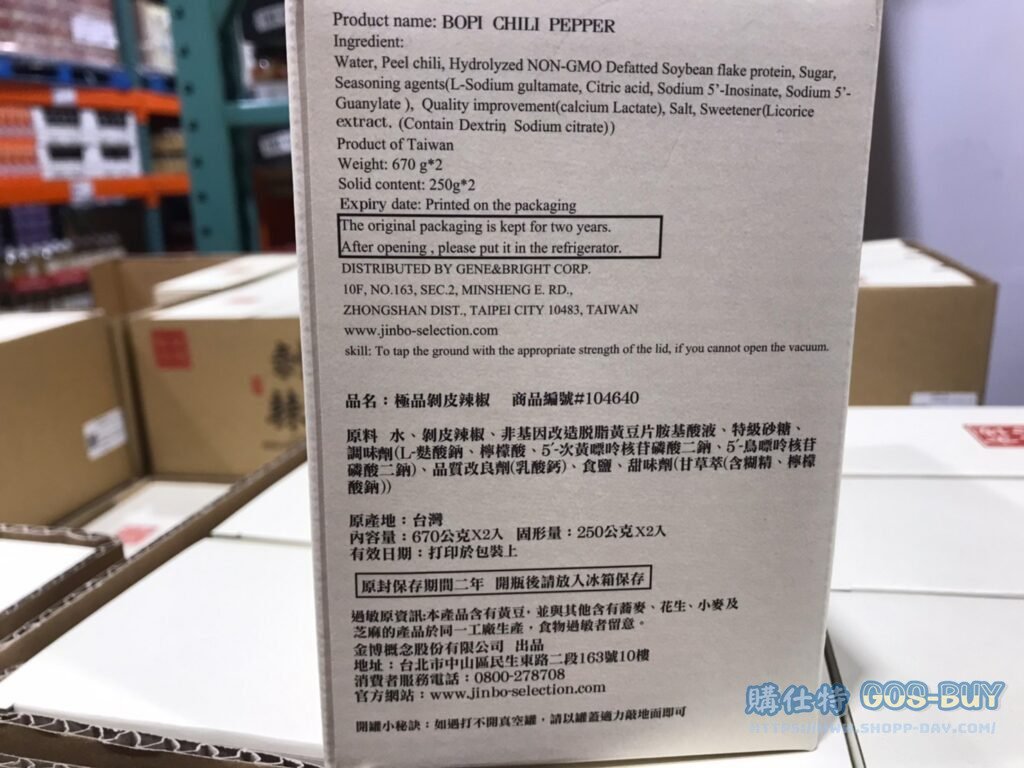 Product name: BOPI CHILI PEPPER
Ingredient:
Water, Peel chili, Hydrolyzed NON-GMO Defatted Soybean flake protein, Sugar,
Seasoning agents(L-Sodium gultamate, Citric acid, Sodium 5'-Inosinate, Sodium 5'-
Guanylate ), Quality improvement(calcium Lactate), Salt, Sweetener(Licorice
extract. (Contain Dextrin, Sodium citrate))
Product of Taiwan
Weight: 670 g*2
Solid content: 250g*2
Expiry date: Printed on the packaging
The original packaging is kept for two years.
After opening , please put it in the refrigerator.
DISTRIBUTED BY GENE&BRIGHT CORP.
10F, NO.163, SEC.2, MINSHENG E. RD.,
ZHONGSHAN DIST., TAIPEI CITY 10483, TAIWAN
www.jinbo-selection.com
skill: To tap the ground with the appropriate strength of the lid, if you cannot open the vacuum.
品名：極品剝皮辣椒 商品編號#104640
原料 水、剝皮辣椒、非基因改造脫脂黃豆片胺基酸液、特級砂糖、
調味劑(L-麩酸鈉、檸檬酸、5´-次黃嘌呤核苷磷酸二鈉、5´-鳥嘌呤核苷
磷酸二鈉)、品質改良劑(乳酸鈣)、食鹽、甜味劑(甘草萃(含糊精、檸檬
酸鈉))
原產地：台灣
內容量：670公克X2入 固形量：250公克X2入
有效日期：打印於包裝上
原封保存期間二年 開瓶後請放入冰箱保存
過敏原資訊:本產品含有黃豆，並與其他含有蕎麥、花生、小麥及
芝麻的產品於同一工廠生產，食物過敏者留意。
金博概念股份有限公司 出品
地址：台北市中山區民生東路二段163號10樓
消費者服務電話：0800-278708
官方網站：www.jinbo-selection.com
開罐小秘訣：如遇打不開真空罐，請以罐蓋適力敲地面即可
購仕特 GOS-BUY
HTTPS://WWW.SHOPP-DAY.COM/